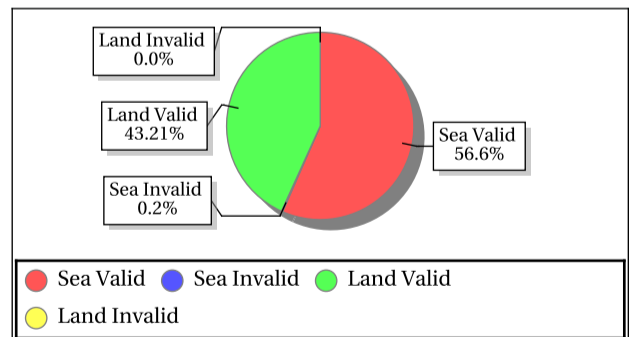 Land Invalid
0.0%
Land Valid
43.21%
Sea Valid
56.6%
Sea Invalid
0.2%
Sea Valid
Sea Invalid
Land Valid
Land Invalid